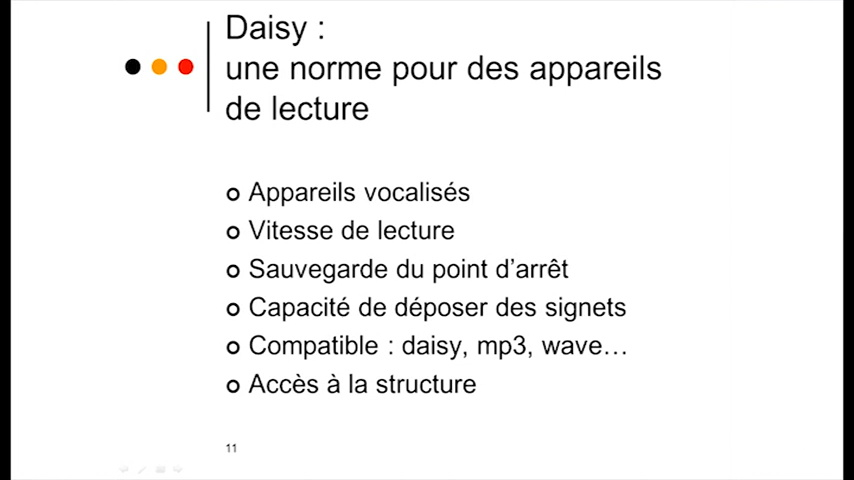 Daisy :
une norme pour des appareils
de lecture
Appareils vocalisés
Vitesse de lecture
Sauvegarde du point d’arrêt
Capacité de déposer des signets
Compatible : daisy, mp3, wave…
Accès à la structure
11